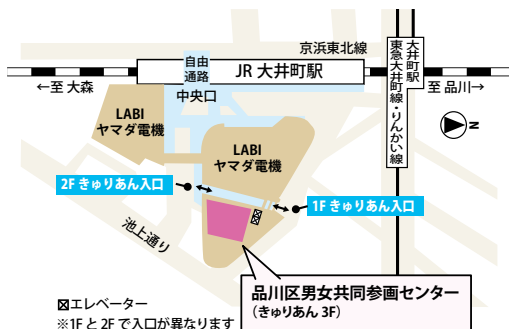 京浜東北線
自由
通路
JR 大井町駅
大井町駅
東急大井町線・りんかい線
←至 大森
中央口
至 品川→
LABI
ヤマダ電機
LABI
ヤマダ電機
N
2F きゅりあん入口
1F きゅりあん入口
池上通り
品川区男女共同参画センター
（きゅりあん 3F）
エレベーター
※1F と 2F で入口が異なります